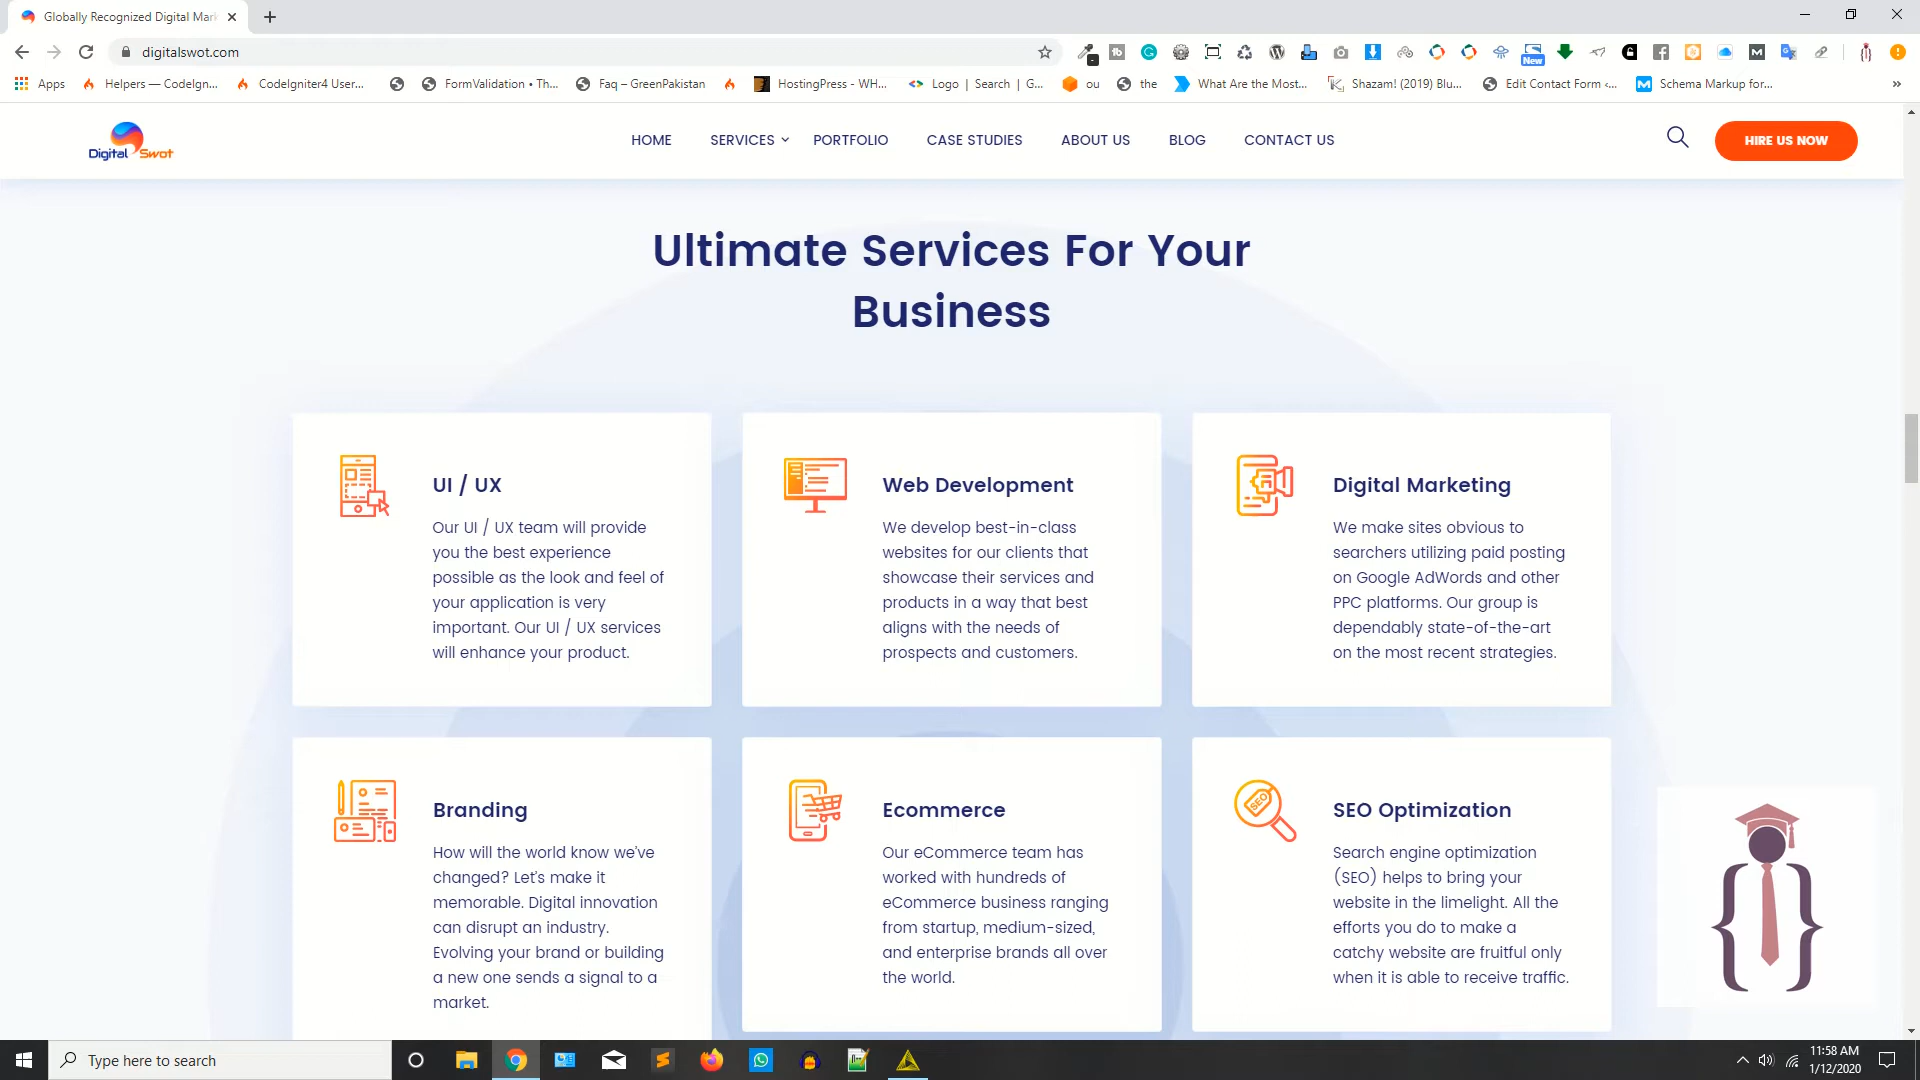 Globally Recognized Digital Mar
digitalswot.com
New
Apps
Helpers — CodeIgn...
CodeIgniter4 User...
FormValidation • Th...
Faq – GreenPakistan
HostingPress - WH...
Logo | Search | G...
ou
the
What Are the Most...
Shazam! (2019) Blu...
Edit Contact Form ‹...
Schema Markup for...
»
Digital Swot
HOME
SERVICES
PORTFOLIO
CASE STUDIES
ABOUT US
BLOG
CONTACT US
HIRE US NOW
Ultimate Services For Your
Business
UI / UX
Our UI / UX team will provide
you the best experience
possible as the look and feel of
your application is very
important. Our UI / UX services
will enhance your product.
Web Development
We develop best-in-class
websites for our clients that
showcase their services and
products in a way that best
aligns with the needs of
prospects and customers.
Digital Marketing
We make sites obvious to
searchers utilizing paid posting
on Google AdWords and other
PPC platforms. Our group is
dependably state-of-the-art
on the most recent strategies.
Branding
How will the world know we've
changed? Let's make it
memorable. Digital innovation
can disrupt an industry.
Evolving your brand or building
a new one sends a signal to a
market.
Ecommerce
Our eCommerce team has
worked with hundreds of
eCommerce business ranging
from startup, medium-sized,
and enterprise brands all over
the world.
SEO
SEO Optimization
Search engine optimization
(SEO) helps to bring your
website in the limelight. All the
efforts you do to make a
catchy website are fruitful only
when it is able to receive traffic.
Type here to search
11:58 AM
1/12/2020